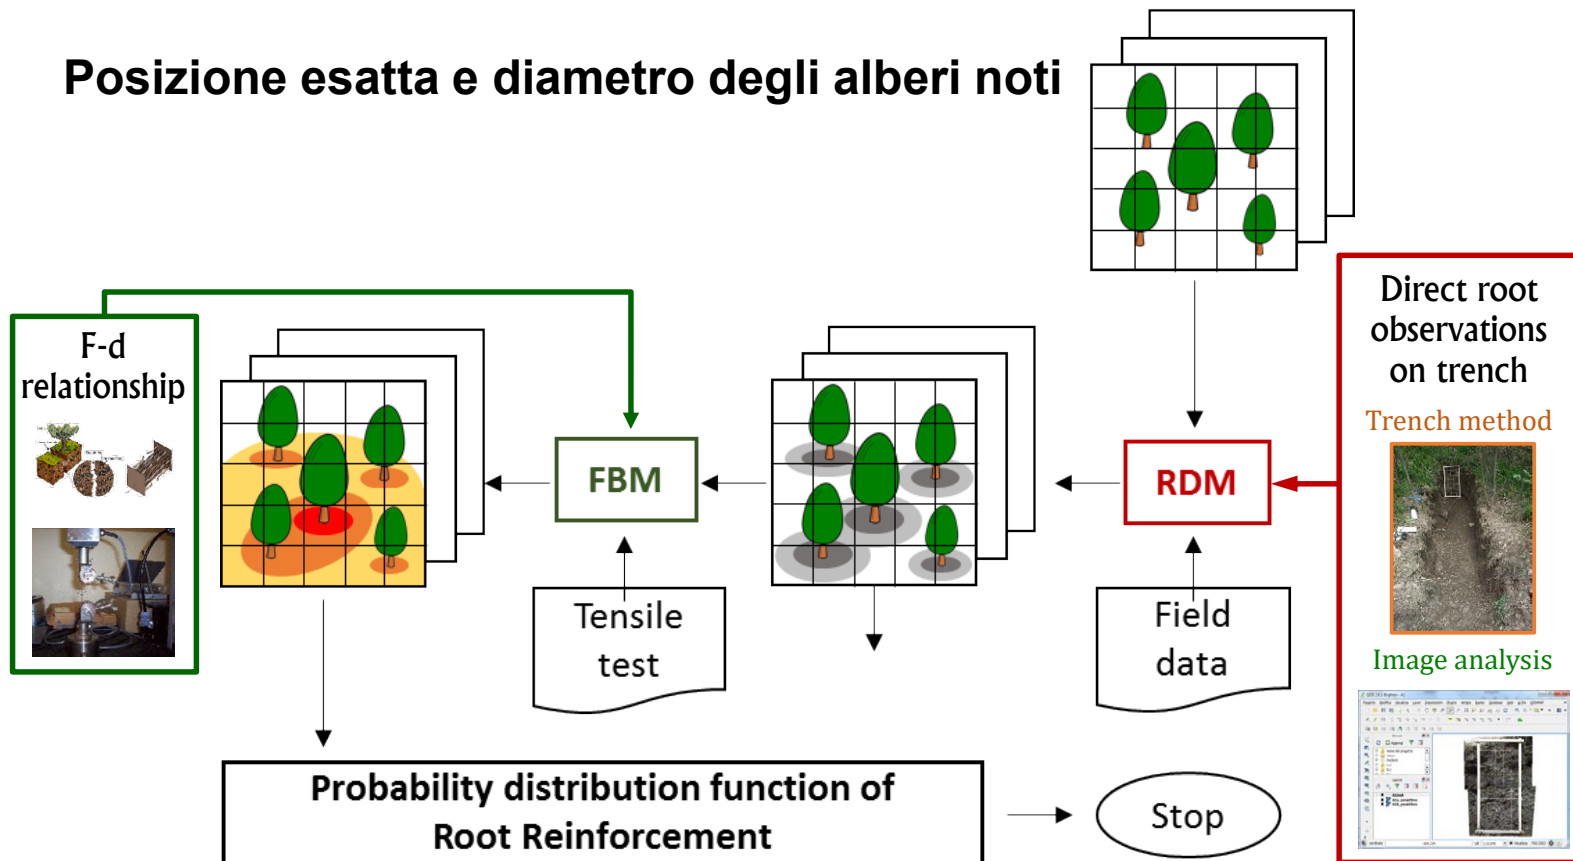 Posizione esatta e diametro degli alberi noti
F-d
relationship
FBM
RDM
Direct root
observations
on trench
Trench method
Image analysis
Tensile
test
Field
data
Probability distribution function of
Root Reinforcement
Stop